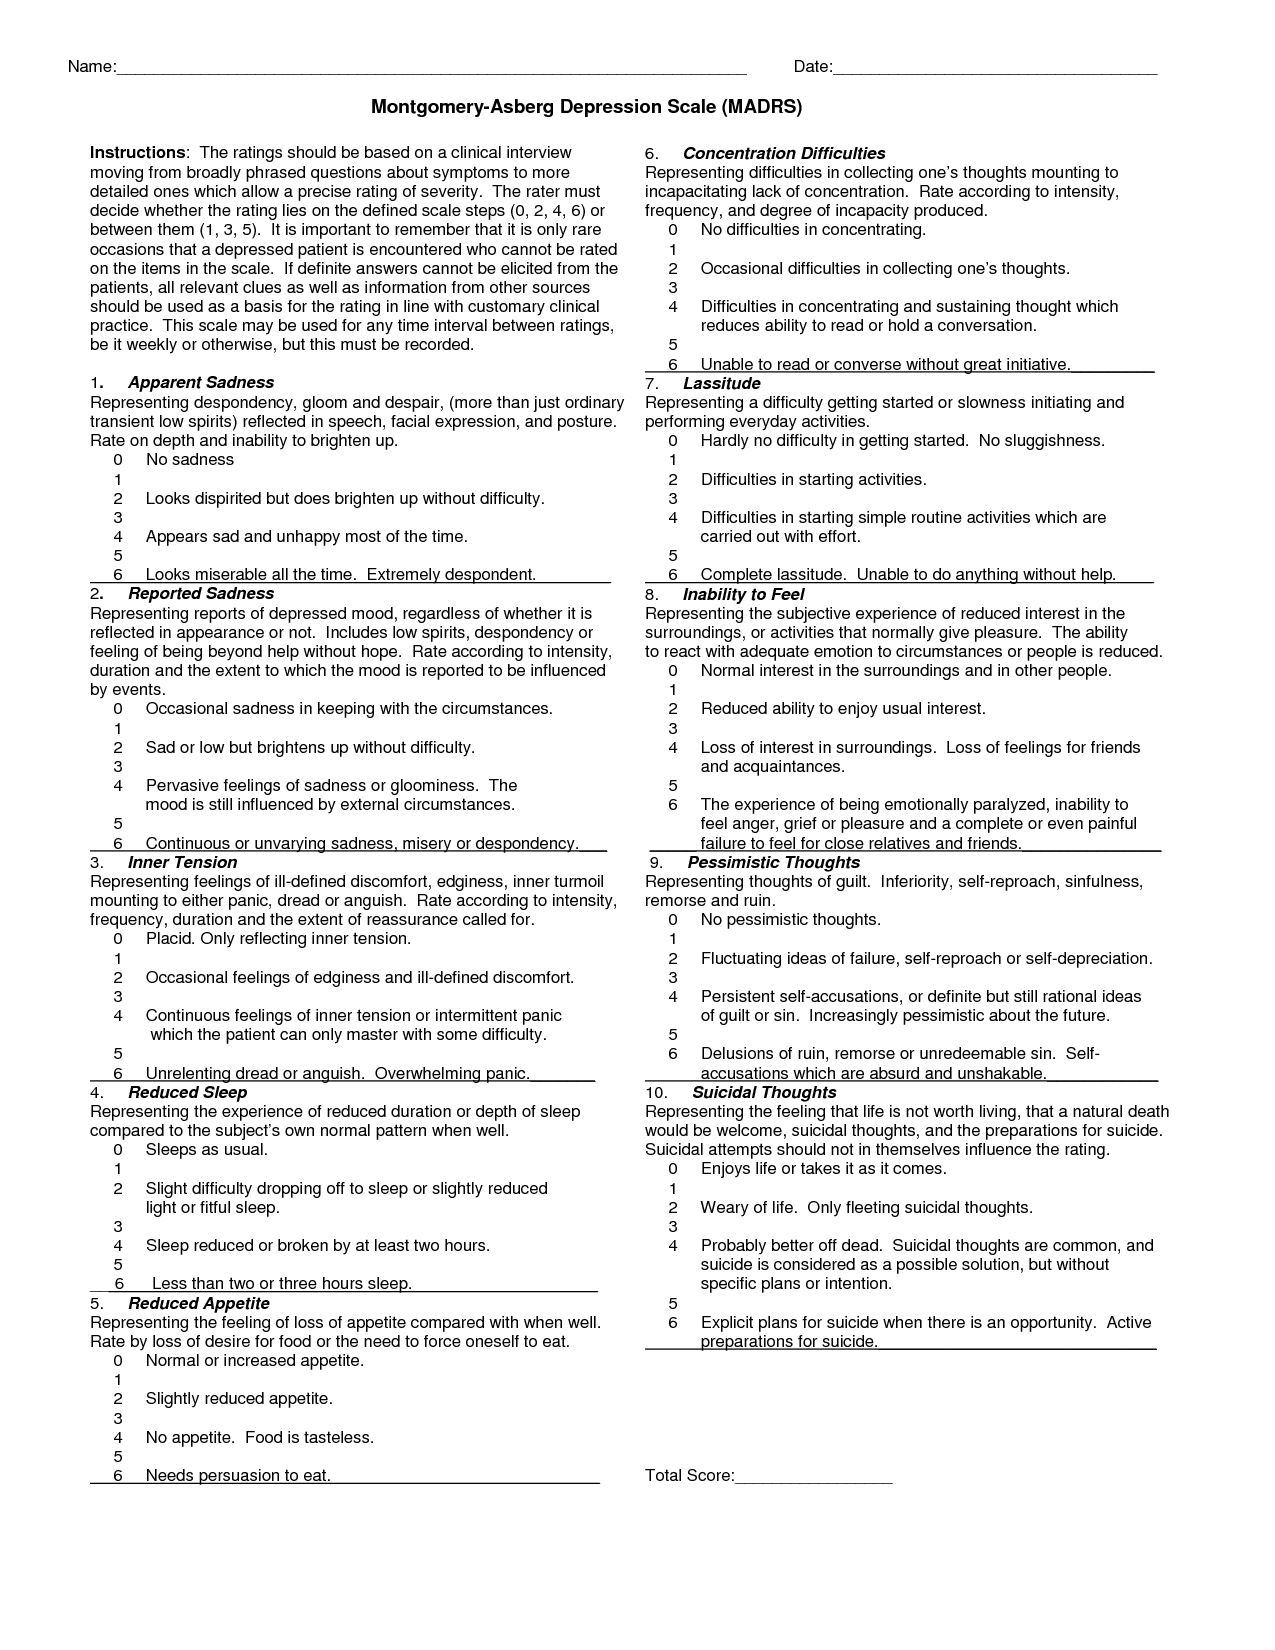 Name:_______________ Date:_______________
Montgomery-Asberg Depression Scale (MADRS)
Instructions: The ratings should be based on a clinical interview
moving from broadly phrased questions about symptoms to more
detailed ones which allow a precise rating of severity. The rater must
decide whether the rating lies on the defined scale steps (0, 2, 4, 6) or
between them (1, 3, 5). It is important to remember that it is only rare
occasions that a depressed patient is encountered who cannot be rated
on the items in the scale. If definite answers cannot be elicited from the
patients, all relevant clues as well as information from other sources
should be used as a basis for the rating in line with customary clinical
practice. This scale may be used for any time interval between ratings,
be it weekly or otherwise, but this must be recorded.
1. Apparent Sadness
Representing despondency, gloom and despair, (more than just ordinary
transient low spirits) reflected in speech, facial expression, and posture.
Rate on depth and inability to brighten up.
0 No sadness
1
2 Looks dispirited but does brighten up without difficulty.
3
4 Appears sad and unhappy most of the time.
5
6 Looks miserable all the time. Extremely despondent.
2. Reported Sadness
Representing reports of depressed mood, regardless of whether it is
reflected in appearance or not. Includes low spirits, despondency or
feeling of being beyond help without hope. Rate according to intensity,
duration and the extent to which the mood is reported to be influenced
by events.
0 Occasional sadness in keeping with the circumstances.
1
2 Sad or low but brightens up without difficulty.
3
4 Pervasive feelings of sadness or gloominess. The
mood is still influenced by external circumstances.
5
6 Continuous or unvarying sadness, misery or despondency.
3. Inner Tension
Representing feelings of ill-defined discomfort, edginess, inner turmoil
mounting to either panic, dread or anguish. Rate according to intensity,
frequency, duration and the extent of reassurance called for.
0 Placid. Only reflecting inner tension.
1
2 Occasional feelings of edginess and ill-defined discomfort.
3
4 Continuous feelings of inner tension or intermittent panic
which the patient can only master with some difficulty.
5
6 Unrelenting dread or anguish. Overwhelming panic.
4. Reduced Sleep
Representing the experience of reduced duration or depth of sleep
compared to the subject's own normal pattern when well.
0 Sleeps as usual.
1
2 Slight difficulty dropping off to sleep or slightly reduced
light or fitful sleep.
3
4 Sleep reduced or broken by at least two hours.
5
6 Less than two or three hours sleep.
5. Reduced Appetite
Representing the feeling of loss of appetite compared with when well.
Rate by loss of desire for food or the need to force oneself to eat.
0 Normal or increased appetite.
1
2 Slightly reduced appetite.
3
4 No appetite. Food is tasteless.
5
6 Needs persuasion to eat.
6. Concentration Difficulties
Representing difficulties in collecting one's thoughts mounting to
incapacitating lack of concentration. Rate according to intensity,
frequency, and degree of incapacity produced.
0 No difficulties in concentrating.
1
2 Occasional difficulties in collecting one's thoughts.
3
4 Difficulties in concentrating and sustaining thought which
reduces ability to read or hold a conversation.
5
6 Unable to read or converse without great initiative.
7. Lassitude
Representing a difficulty getting started or slowness initiating and
performing everyday activities.
0 Hardly no difficulty in getting started. No sluggishness.
1
2 Difficulties in starting activities.
3
4 Difficulties in starting simple routine activities which are
carried out with effort.
5
6 Complete lassitude. Unable to do anything without help.
8. Inability to Feel
Representing the subjective experience of reduced interest in the
surroundings, or activities that normally give pleasure. The ability
to react with adequate emotion to circumstances or people is reduced.
0 Normal interest in the surroundings and in other people.
1
2 Reduced ability to enjoy usual interest.
3
4 Loss of interest in surroundings. Loss of feelings for friends
and acquaintances.
5
6 The experience of being emotionally paralyzed, inability to
feel anger, grief or pleasure and a complete or even painful
failure to feel for close relatives and friends.
9. Pessimistic Thoughts
Representing thoughts of guilt. Inferiority, self-reproach, sinfulness,
remorse and ruin.
0 No pessimistic thoughts.
1
2 Fluctuating ideas of failure, self-reproach or self-depreciation.
3
4 Persistent self-accusations, or definite but still rational ideas
of guilt or sin. Increasingly pessimistic about the future.
5
6 Delusions of ruin, remorse or unredeemable sin. Self-
accusations which are absurd and unshakable.
10. Suicidal Thoughts
Representing the feeling that life is not worth living, that a natural death
would be welcome, suicidal thoughts, and the preparations for suicide.
Suicidal attempts should not in themselves influence the rating.
0 Enjoys life or takes it as it comes.
1
2 Weary of life. Only fleeting suicidal thoughts.
3
4 Probably better off dead. Suicidal thoughts are common, and
suicide is considered as a possible solution, but without
specific plans or intention.
5
6 Explicit plans for suicide when there is an opportunity. Active
preparations for suicide.
Total Score:_______________